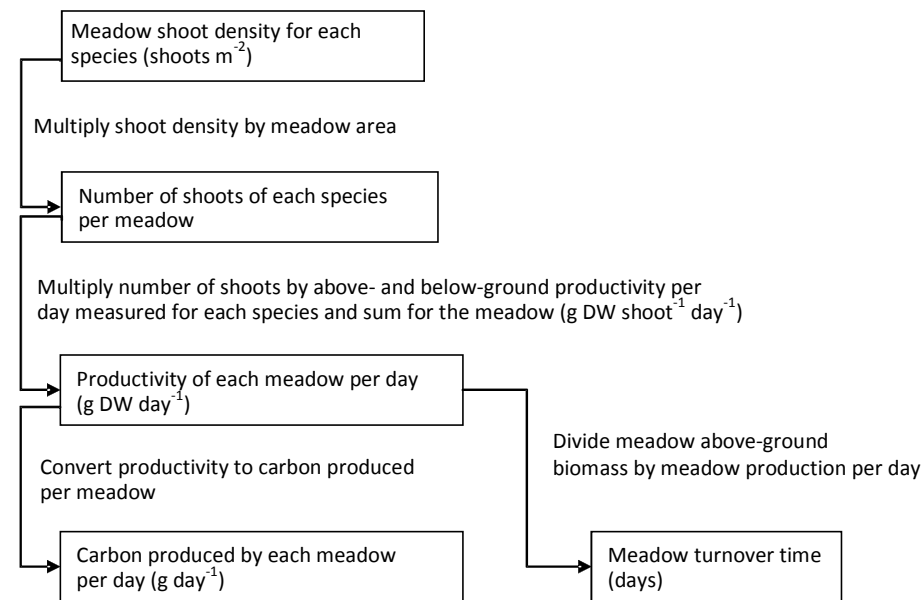 Meadow shoot density for each
species (shoots m⁻²)
Multiply shoot density by meadow area
Number of shoots of each species
per meadow
Multiply number of shoots by above- and below-ground productivity per
day measured for each species and sum for the meadow (g DW shoot⁻¹ day⁻¹)
Productivity of each meadow per day
(g DW day⁻¹)
Divide meadow above-ground
biomass by meadow production per day
Convert productivity to carbon produced
per meadow
Carbon produced by each meadow
per day (g day⁻¹)
Meadow turnover time
(days)